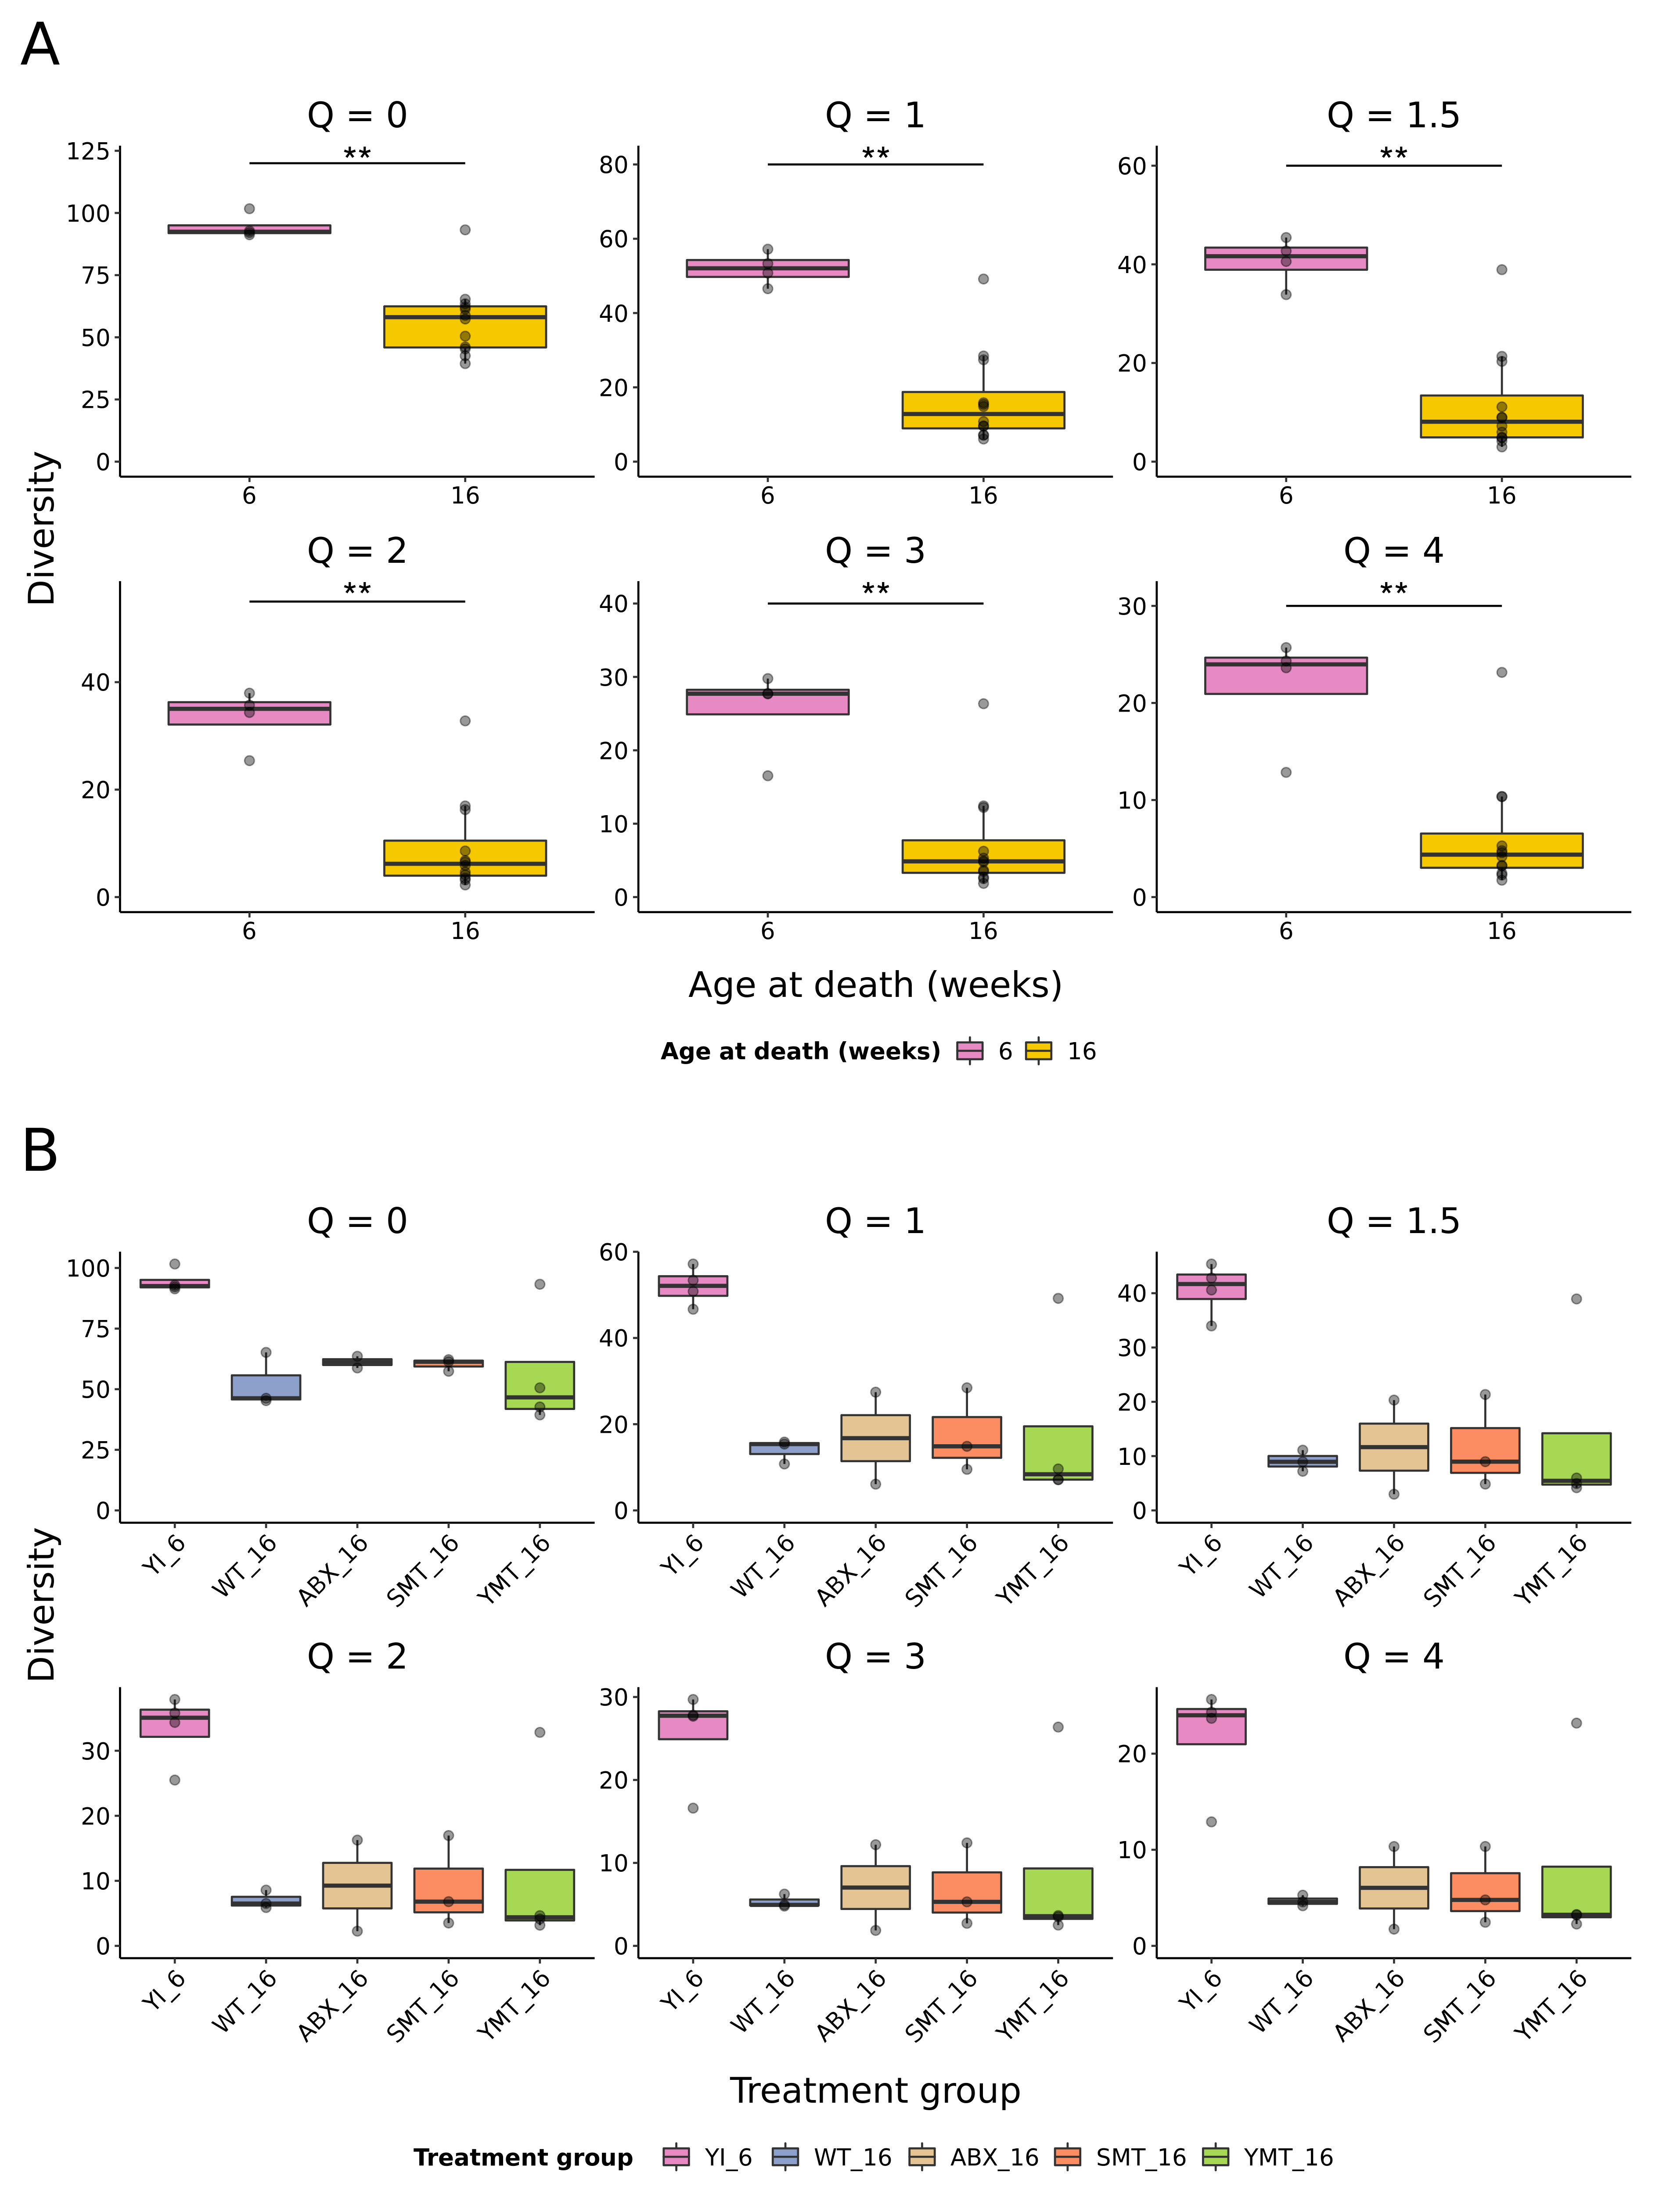 A
Q = 0
Q = 1
Q = 1.5
125
100
75
50
25
0
**
6
16
80
60
40
20
0
**
6
16
60
40
20
0
**
6
16
Diversity
Q = 2
Q = 3
Q = 4
40
20
0
**
6
16
40
30
20
10
0
**
6
16
30
20
10
0
**
6
16
Age at death (weeks)
Age at death (weeks) 6 16
B
Q = 0
Q = 1
Q = 1.5
100
75
50
25
0
YI_6
WT_16
ABX_16
SMT_16
YMT_16
60
40
20
0
YI_6
WT_16
ABX_16
SMT_16
YMT_16
40
30
20
10
0
YI_6
WT_16
ABX_16
SMT_16
YMT_16
Diversity
Q = 2
Q = 3
Q = 4
30
20
10
0
YI_6
WT_16
ABX_16
SMT_16
YMT_16
30
20
10
0
YI_6
WT_16
ABX_16
SMT_16
YMT_16
20
10
0
YI_6
WT_16
ABX_16
SMT_16
YMT_16
Treatment group
Treatment group YI_6 WT_16 ABX_16 SMT_16 YMT_16